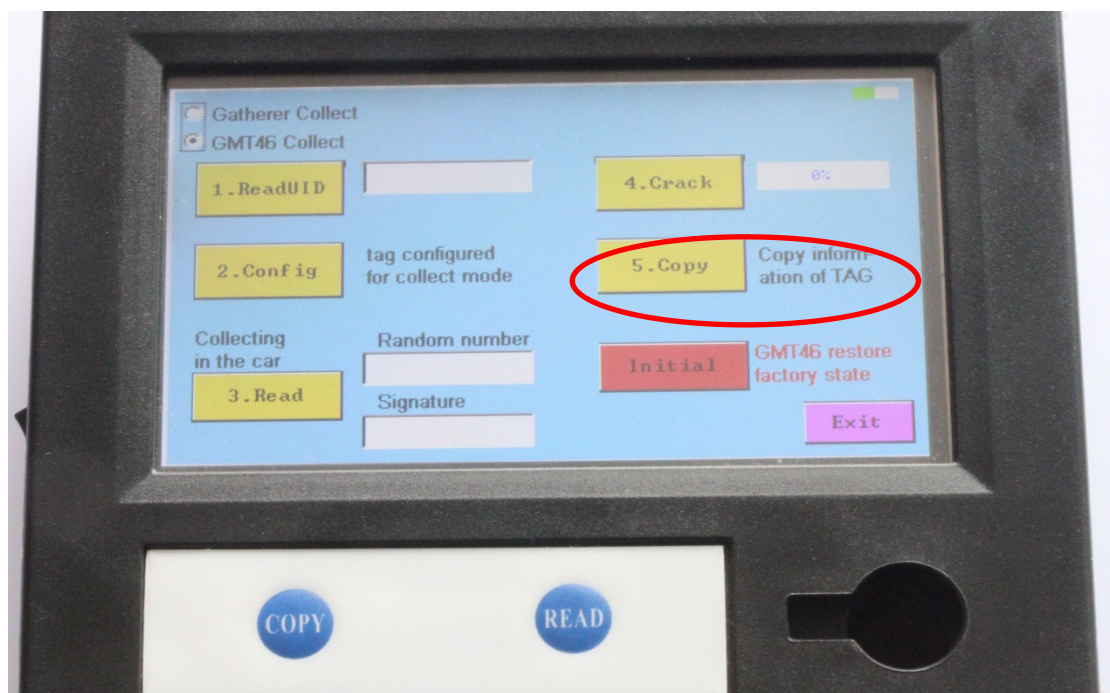 Gatherer Collect
GMT46 Collect
1.ReadUID
4.Crack
0%
2.Config
tag configured
for collect mode
5.Copy
Copy inform-
ation of TAG
Collecting
in the car
3.Read
Random number
Signature
Initial
GMT46 restore
factory state
Exit
COPY
READ